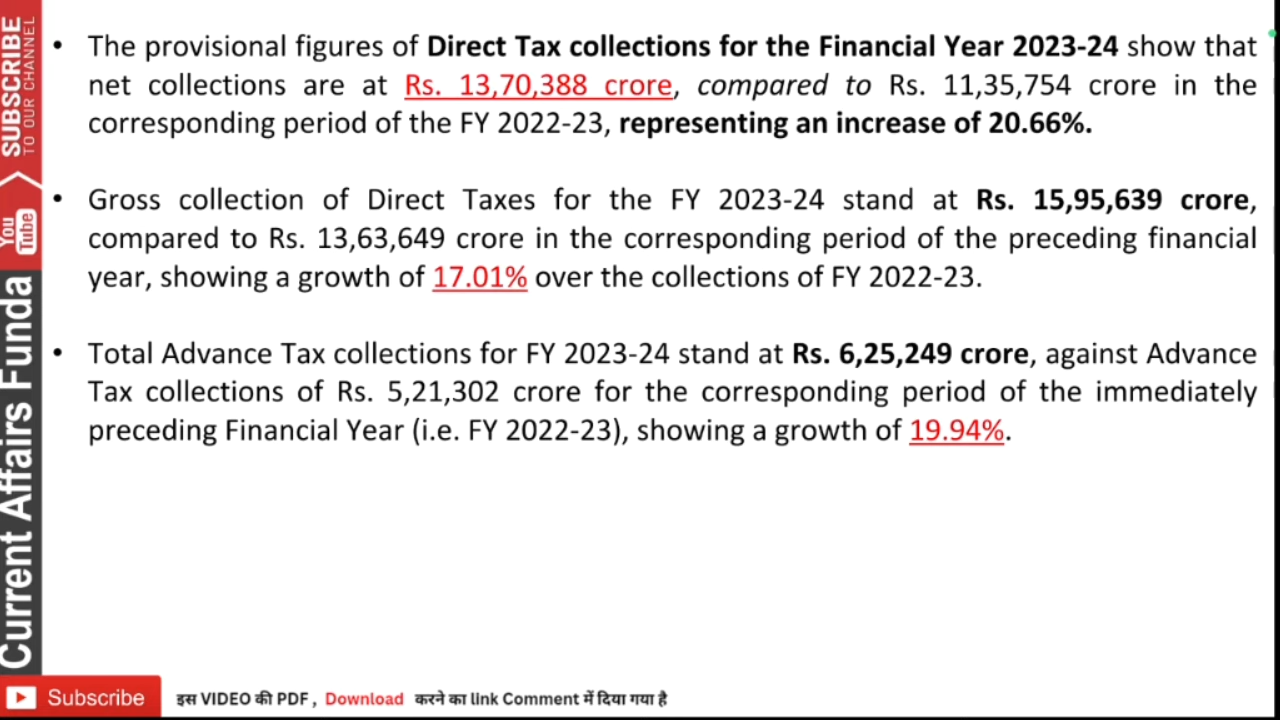 • The provisional figures of Direct Tax collections for the Financial Year 2023-24 show that
net collections are at Rs. 13,70,388 crore, compared to Rs. 11,35,754 crore in the
corresponding period of the FY 2022-23, representing an increase of 20.66%.
• Gross collection of Direct Taxes for the FY 2023-24 stand at Rs. 15,95,639 crore,
compared to Rs. 13,63,649 crore in the corresponding period of the preceding financial
year, showing a growth of 17.01% over the collections of FY 2022-23.
• Total Advance Tax collections for FY 2023-24 stand at Rs. 6,25,249 crore, against Advance
Tax collections of Rs. 5,21,302 crore for the corresponding period of the immediately
preceding Financial Year (i.e. FY 2022-23), showing a growth of 19.94%.
SUBSCRIBE
TO OUR CHANNEL
You
Tube
Current Affairs Funda
Subscribe
इस VIDEO की PDF , Download करने का link Comment में दिया गया है